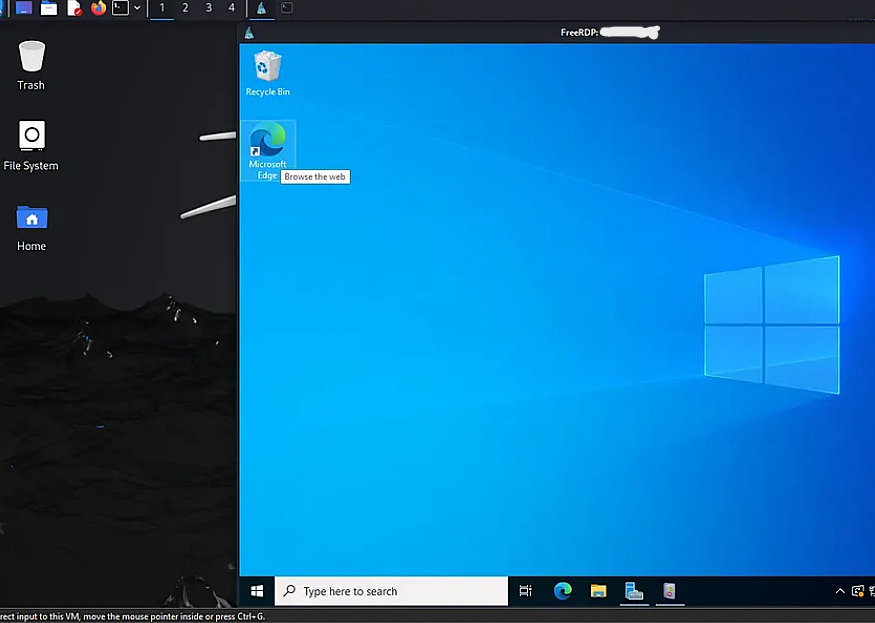 1 2 3 4
FreeRDP:
Trash
File System
Home
Recycle Bin
Microsoft
Edge
Browse the web
Type here to search
rect input to this VM, move the mouse pointer inside or press Ctrl+G.